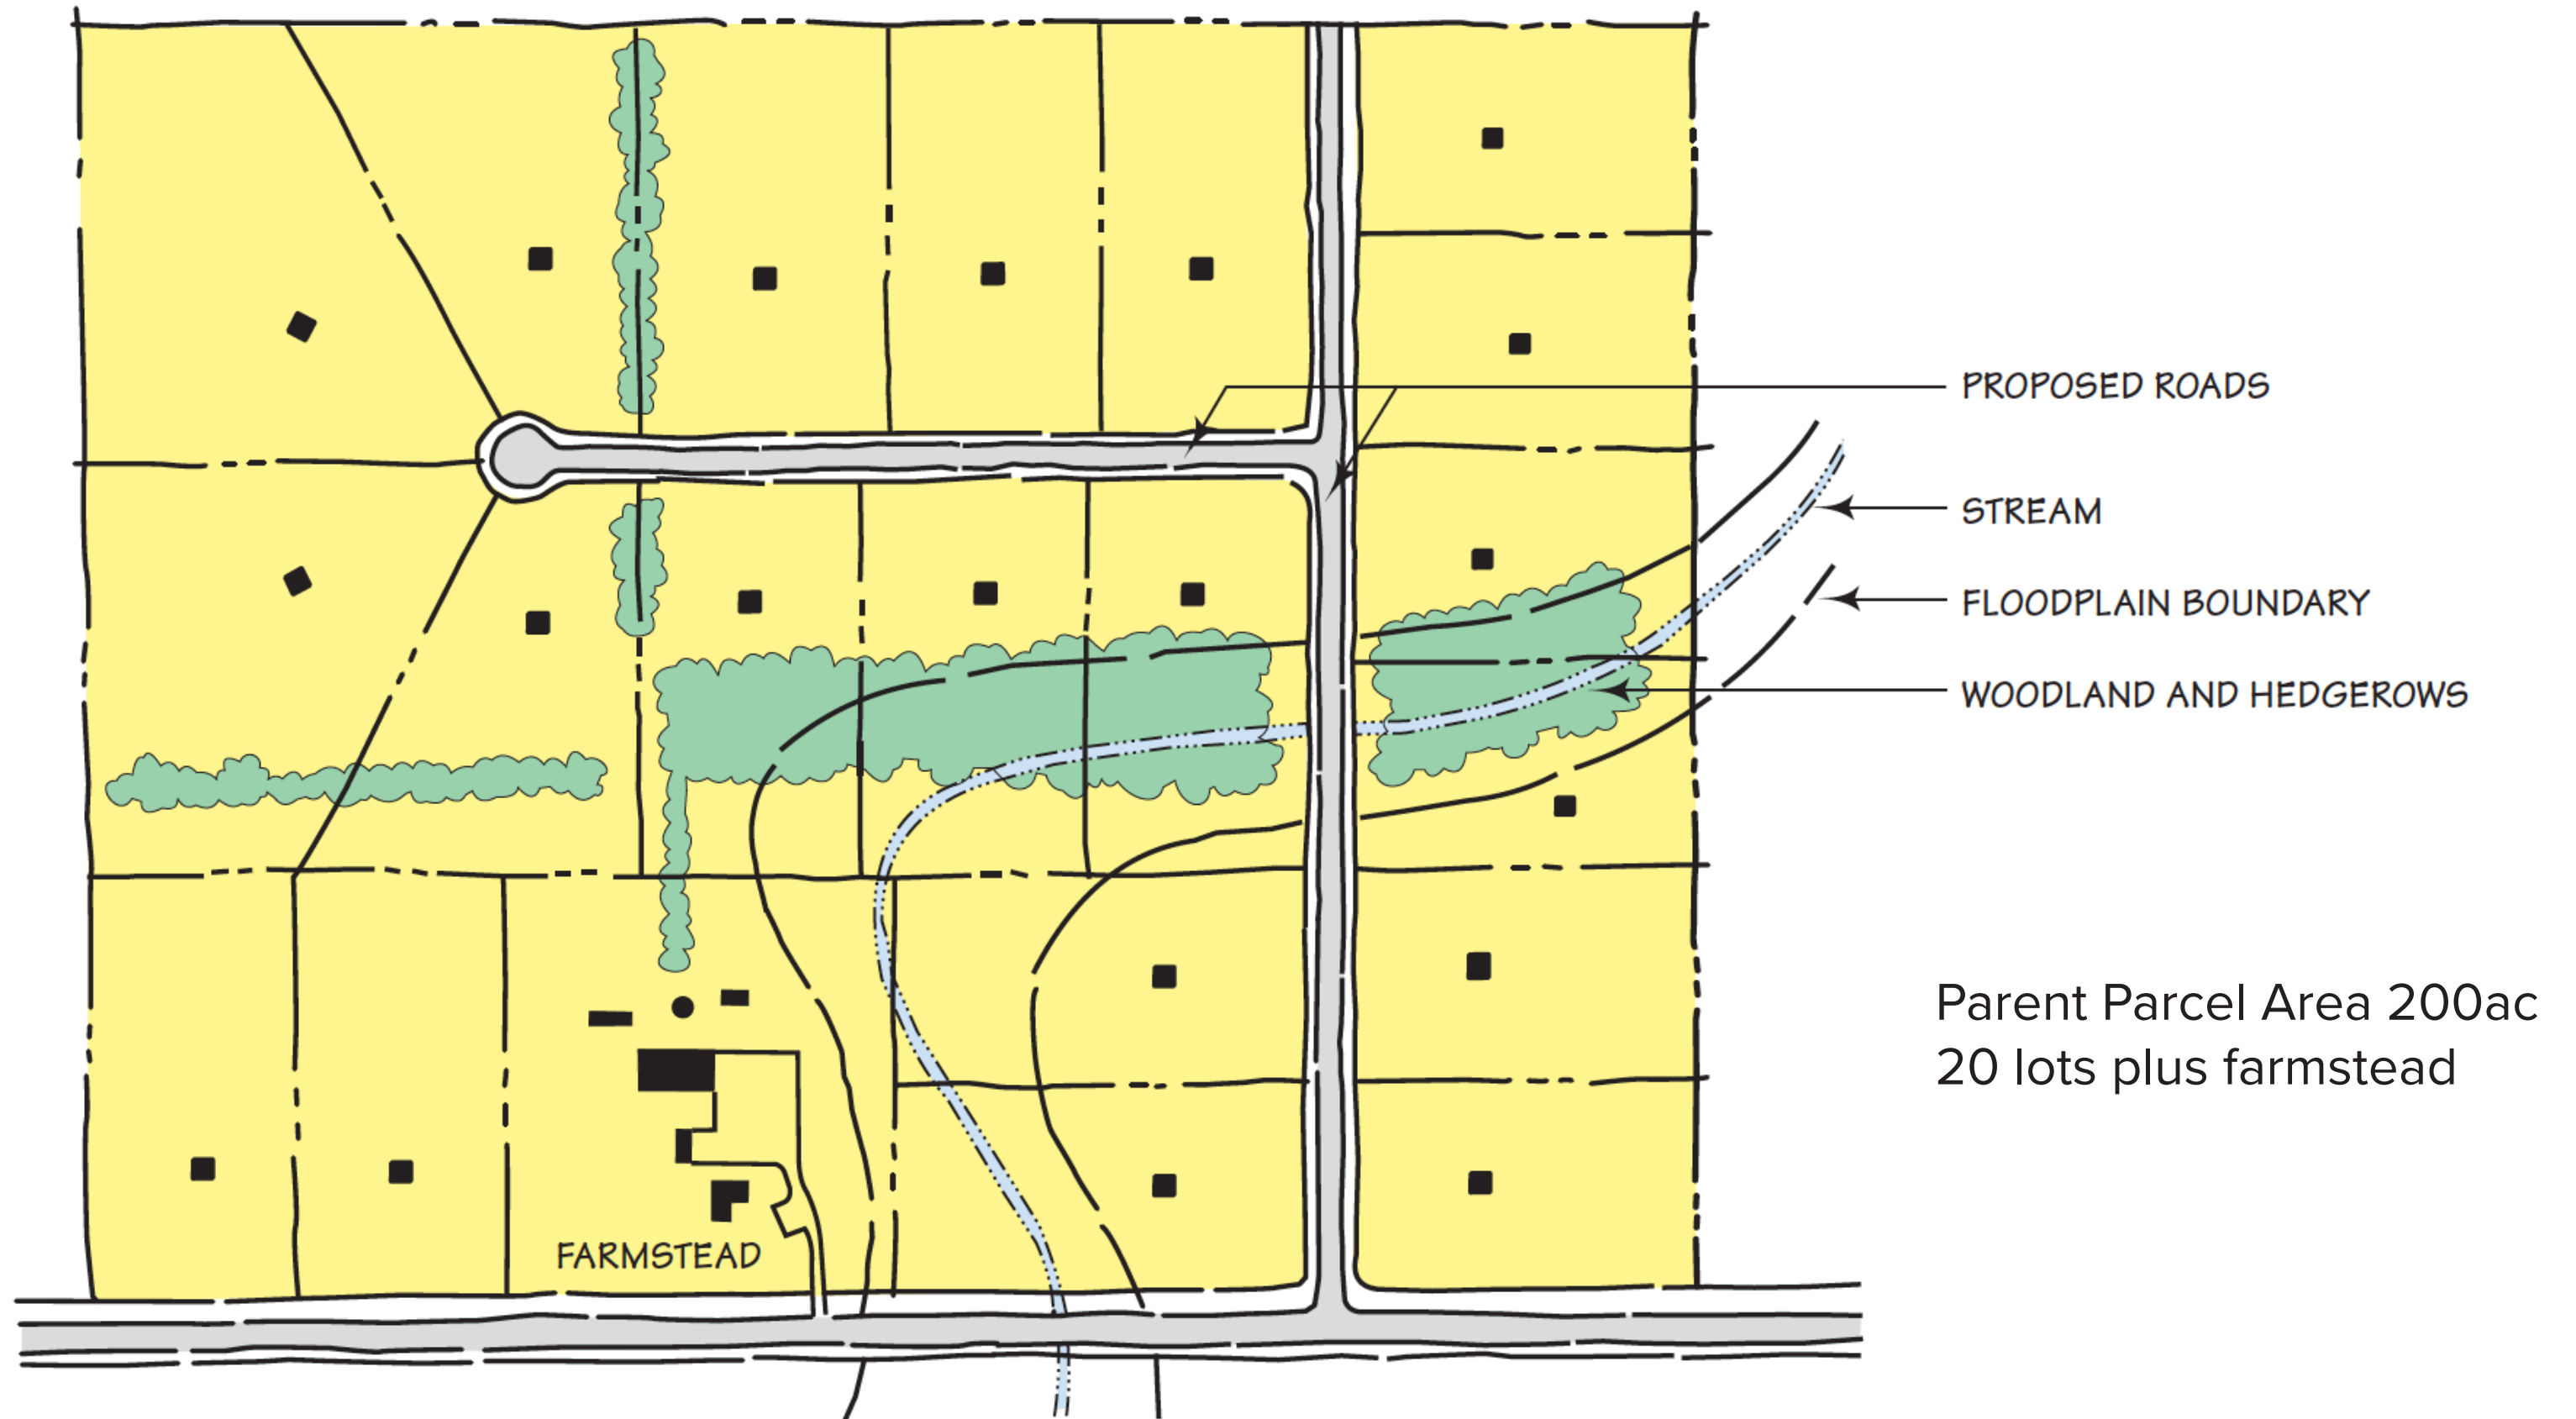 PROPOSED ROADS
STREAM
FLOODPLAIN BOUNDARY
WOODLAND AND HEDGEROWS
Parent Parcel Area 200ac
20 lots plus farmstead
FARMSTEAD